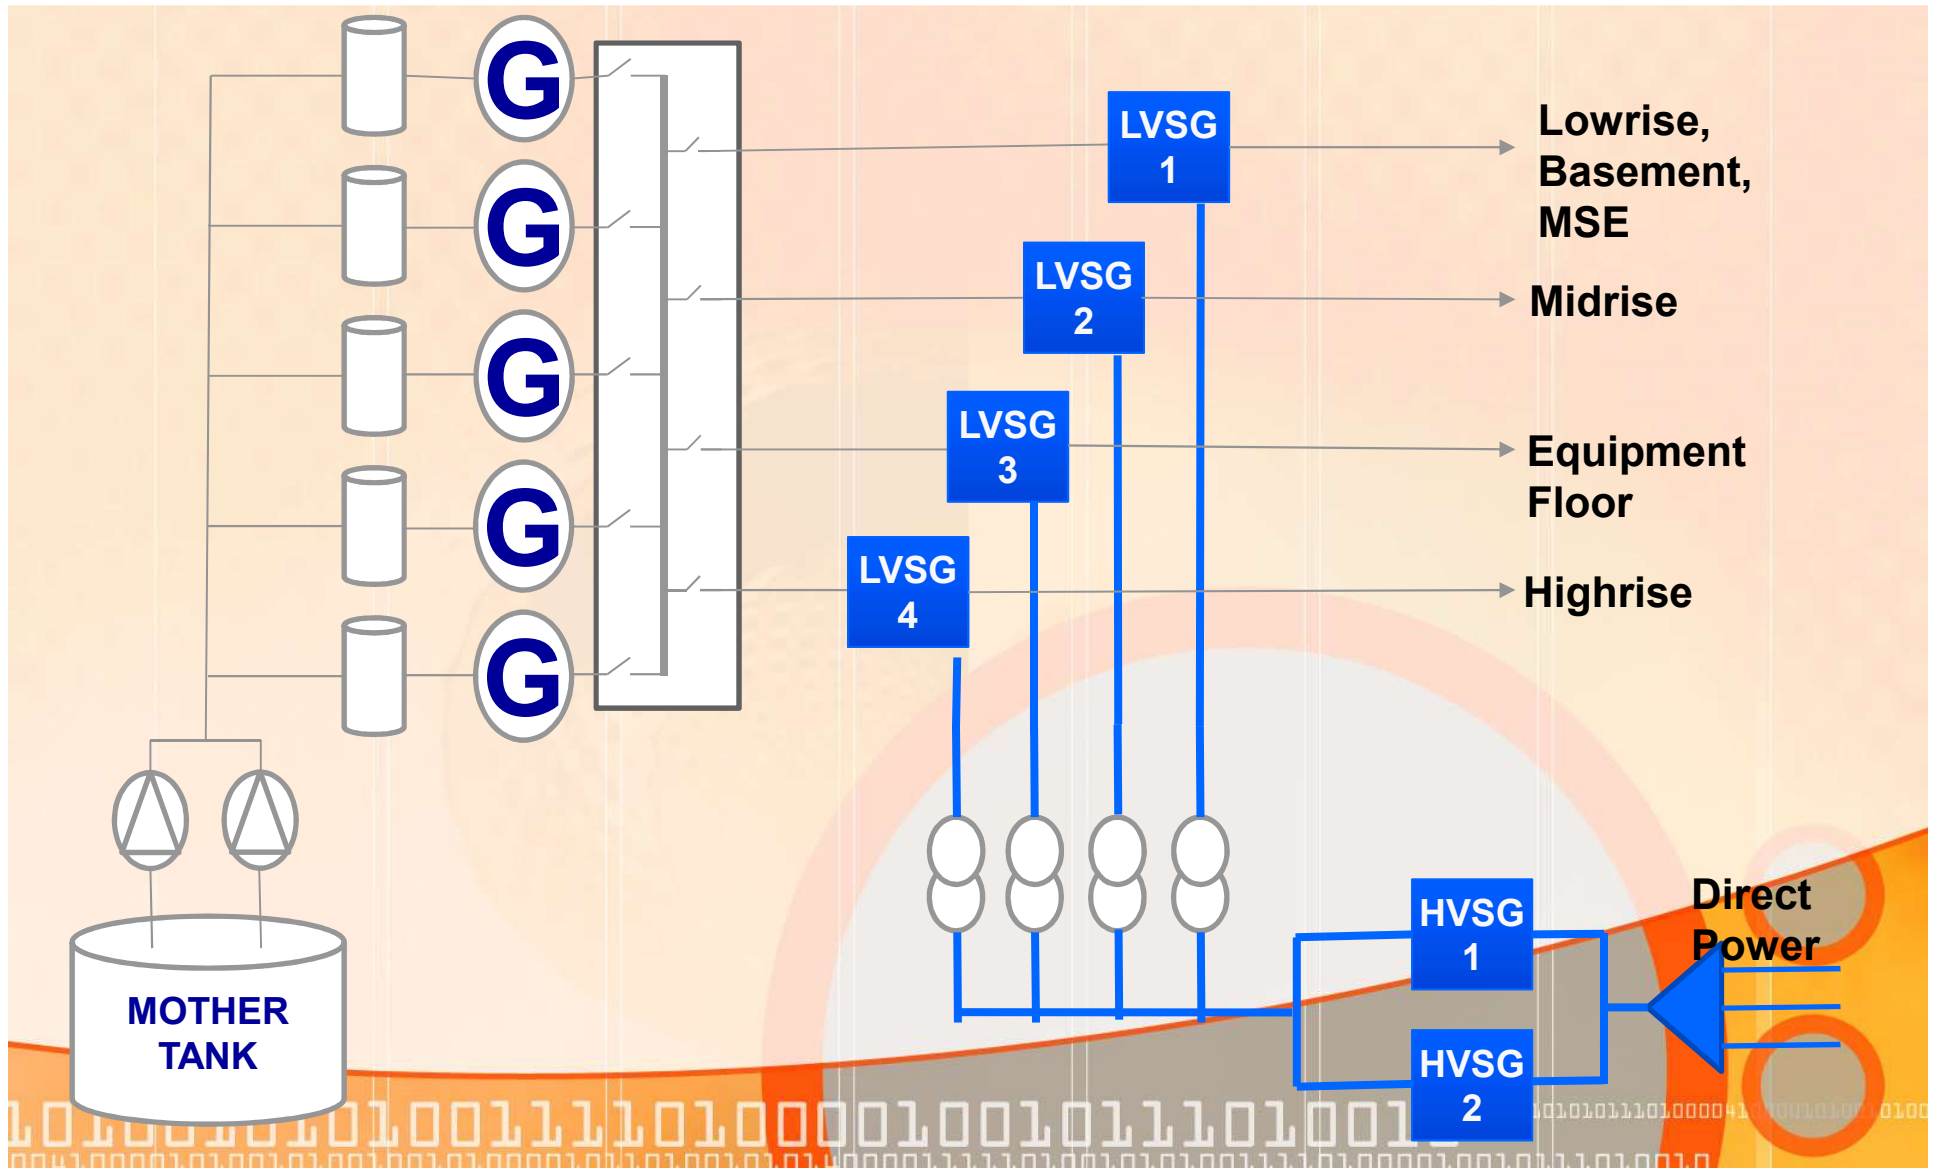 G
G
G
G
G
LVSG
1
LVSG
2
LVSG
3
LVSG
4
Lowrise,
Basement,
MSE
Midrise
Equipment
Floor
Highrise
MOTHER
TANK
HVSG
1
HVSG
2
Direct
Power